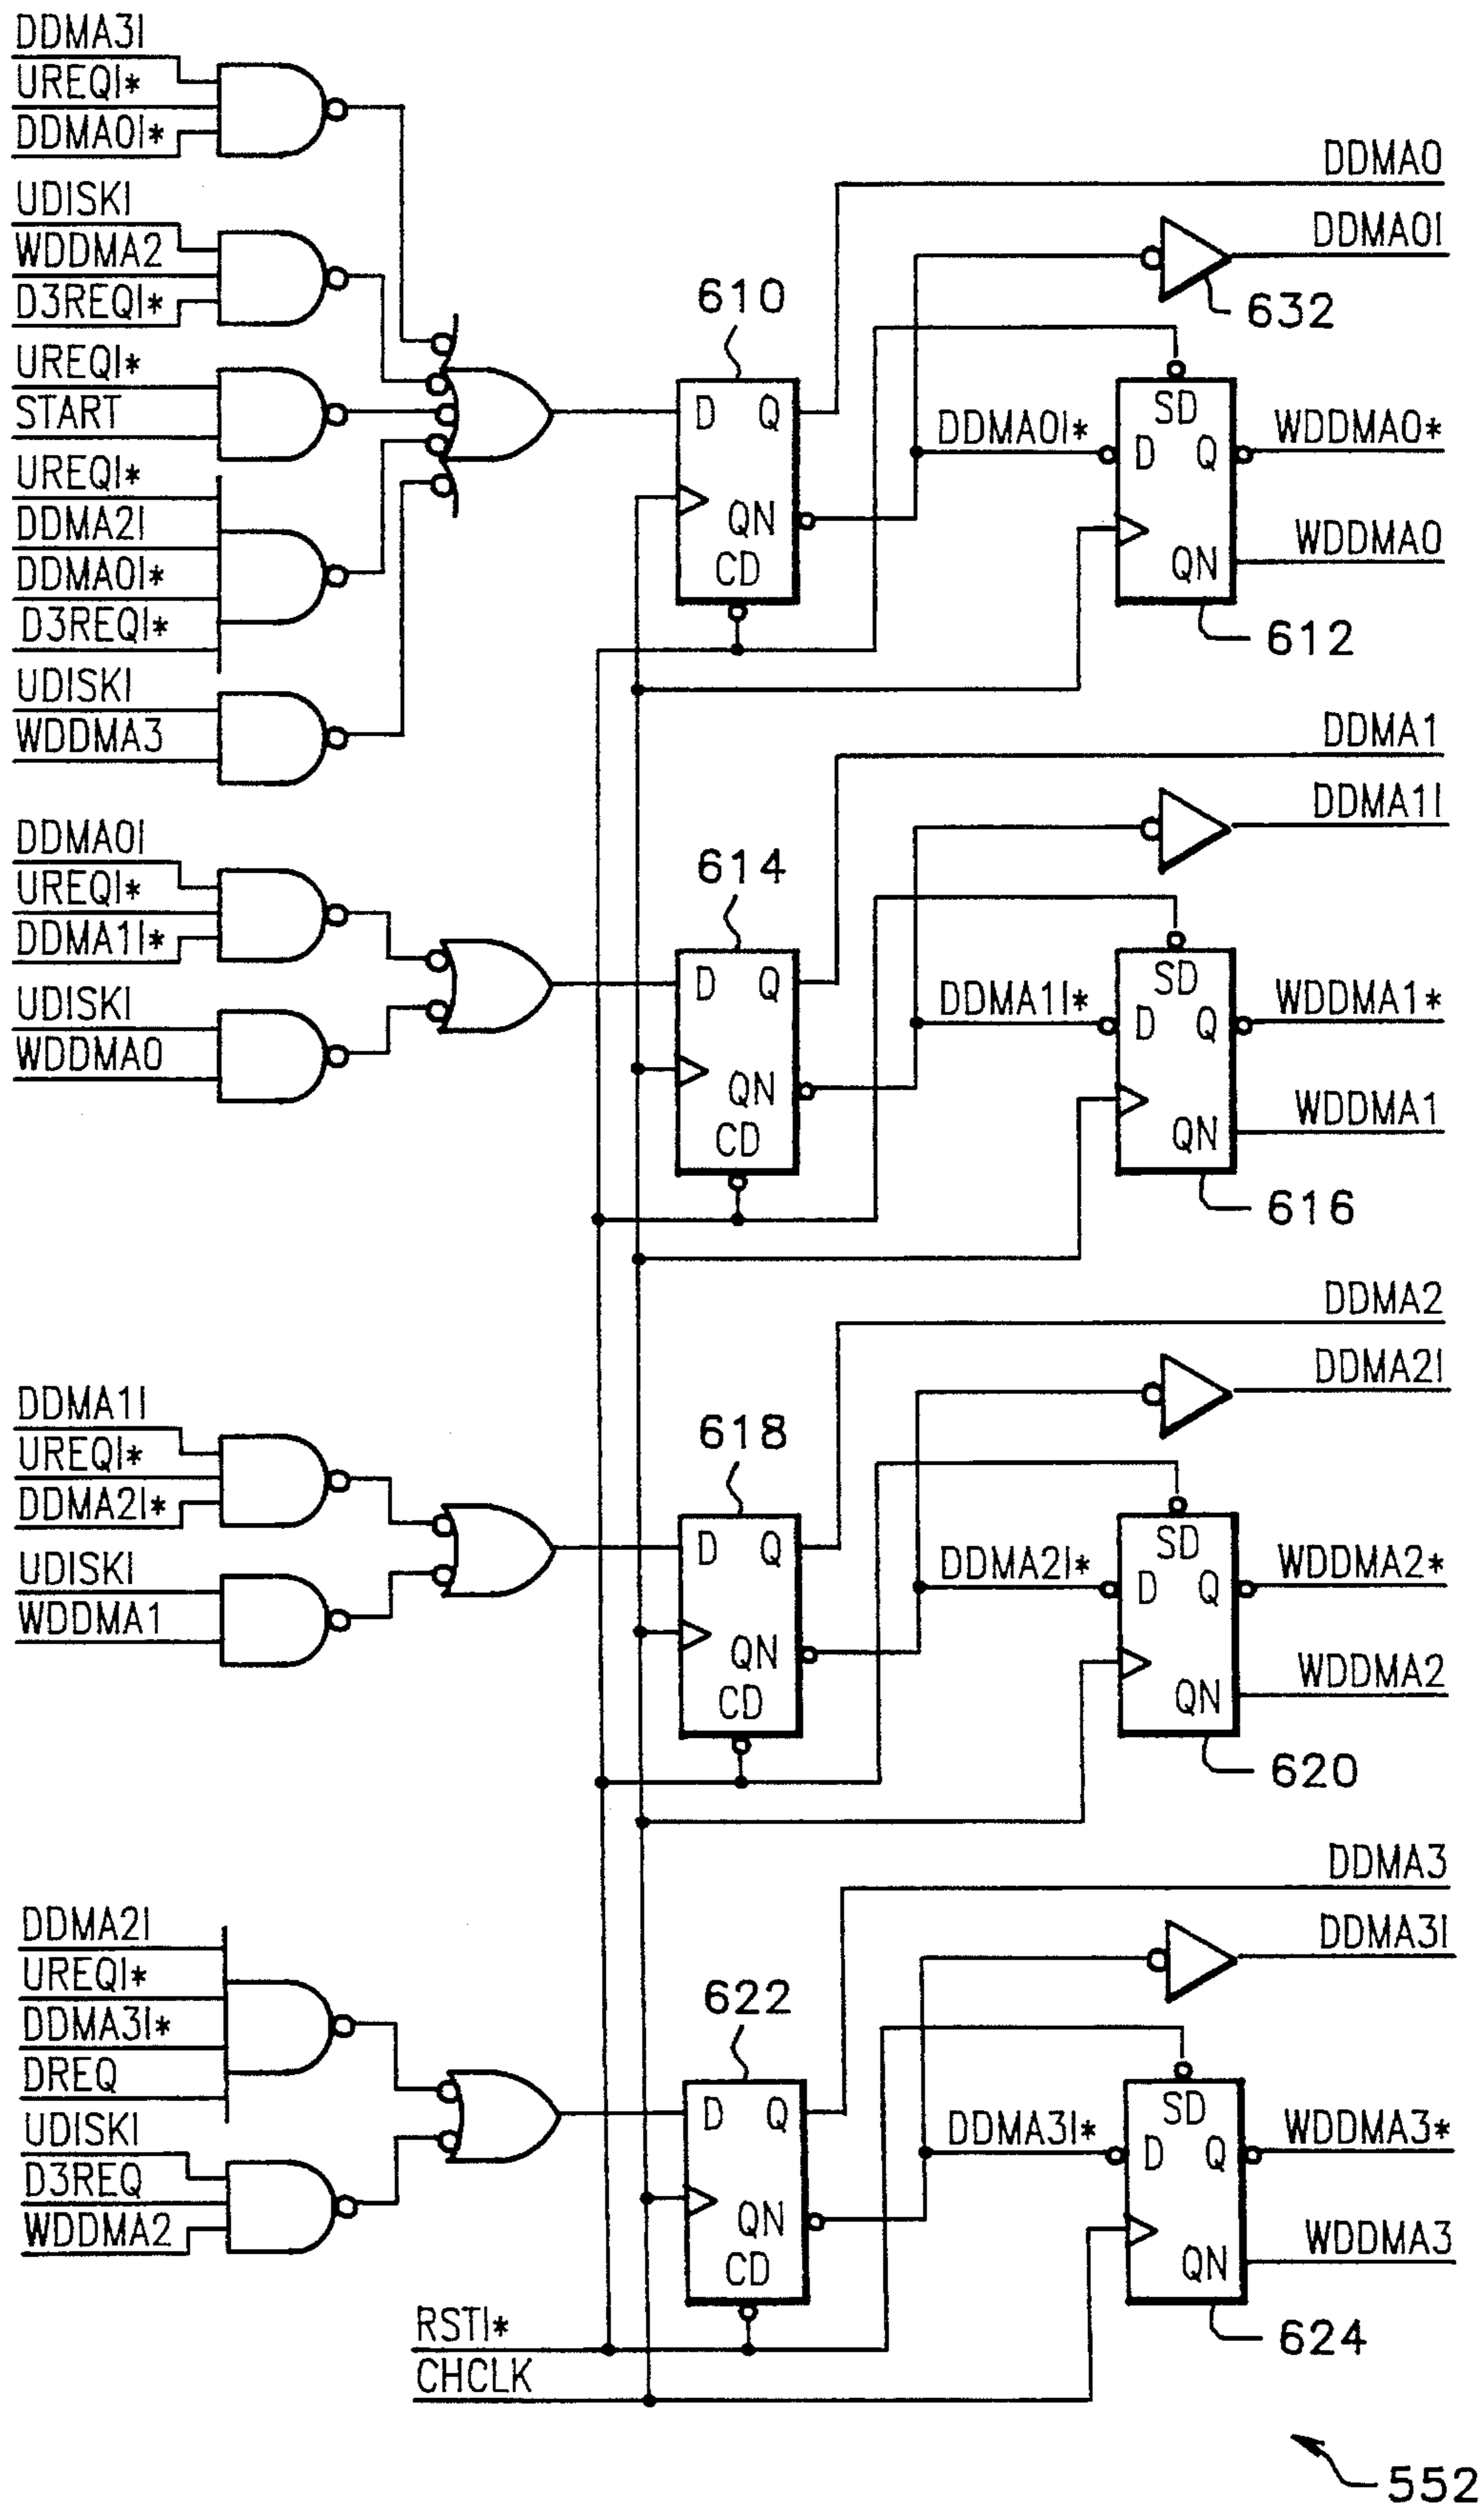 DDMA3I
UREQI*
DDMA0I*
UDISKI
WDDMA2
D3REQI*
UREQI*
START
UREQI*
DDMA2I
DDMA0I*
D3REQI*
UDISKI
WDDMA3
610
D Q
QN
CD
DDMA0
DDMA0I
632
DDMA0I*
SD
D Q
QN
WDDMA0*
WDDMA0
612
DDMA0I
UREQI*
DDMA1I*
UDISKI
WDDMA0
614
D Q
QN
CD
DDMA1
DDMA1I
DDMA1I*
SD
D Q
QN
WDDMA1*
WDDMA1
616
DDMA1I
UREQI*
DDMA2I*
UDISKI
WDDMA1
618
D Q
QN
CD
DDMA2
DDMA2I
DDMA2I*
SD
D Q
QN
WDDMA2*
WDDMA2
620
DDMA2I
UREQI*
DDMA3I*
DREQ
UDISKI
D3REQ
WDDMA2
622
D Q
QN
CD
DDMA3
DDMA3I
DDMA3I*
SD
D Q
QN
WDDMA3*
WDDMA3
624
RSTI*
CHCLK
552